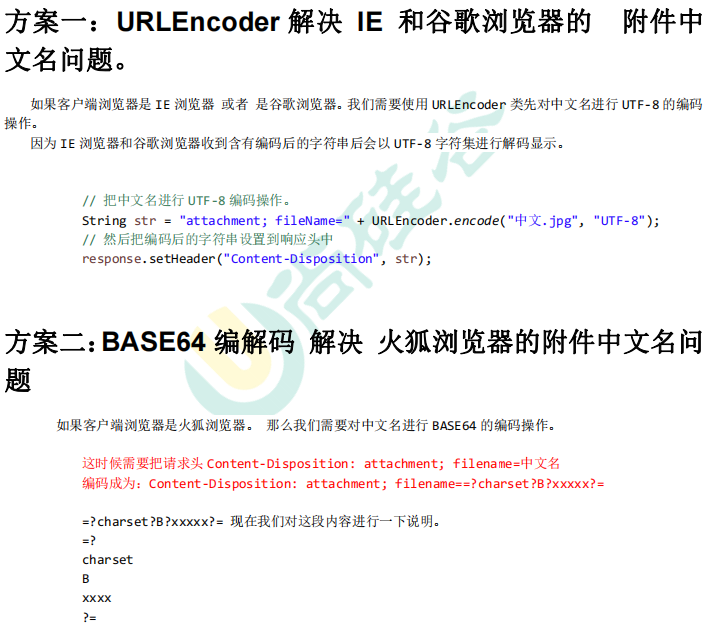 方案一：URLEncoder 解决 IE 和谷歌浏览器的 附件中
文名问题。
如果客户端浏览器是 IE 浏览器 或者 是谷歌浏览器。我们需要使用 URLEncoder 类先对中文名进行 UTF-8 的编码
操作。
因为 IE 浏览器和谷歌浏览器收到含有编码后的字符串后会以 UTF-8 字符集进行解码显示。
// 把中文名进行 UTF-8 编码操作。
String str = "attachment; fileName=" + URLEncoder.encode("中文.jpg", "UTF-8");
// 然后把编码后的字符串设置到响应头中
response.setHeader("Content-Disposition", str);
方案二：BASE64 编解码 解决 火狐浏览器的附件中文名问
题
如果客户端浏览器是火狐浏览器。 那么我们需要对中文名进行 BASE64 的编码操作。
这时候需要把请求头 Content-Disposition: attachment; filename=中文名
编码成为：Content-Disposition: attachment; filename==?charset?B?xxxxx?=
=?charset?B?xxxxx?= 现在我们对这段内容进行一下说明。
=?
charset
B
xxxx
?=
尚硅谷